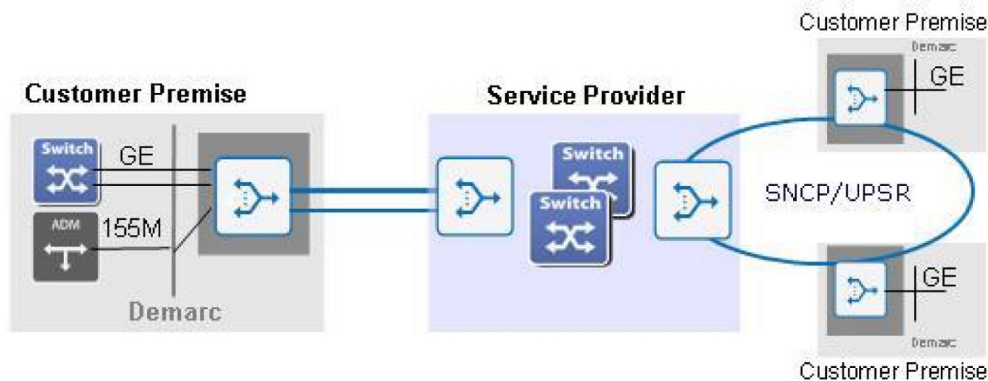 Customer Premise
Demarc
GE
Customer Premise
Service Provider
Switch
GE
ADM
155M
Demarc
Switch
Switch
SNCP/UPSR
GE
Demarc
Customer Premise